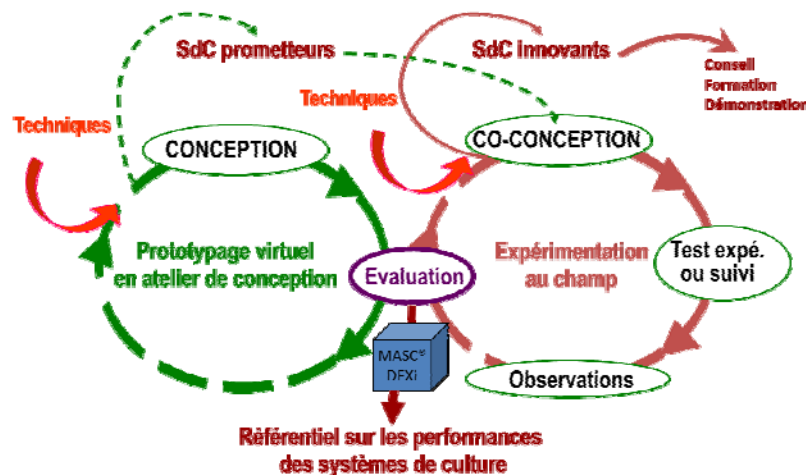 SdC prometteurs
SdC innovants
Conseil
Formation
Démonstration
Techniques
Techniques
CONCEPTION
CO-CONCEPTION
Prototypage virtuel
en atelier de conception
Evaluation
Expérimentation
au champ
Test expé.
ou suivi
MASC®
DEXi
Observations
Référentiel sur les performances
des systèmes de culture